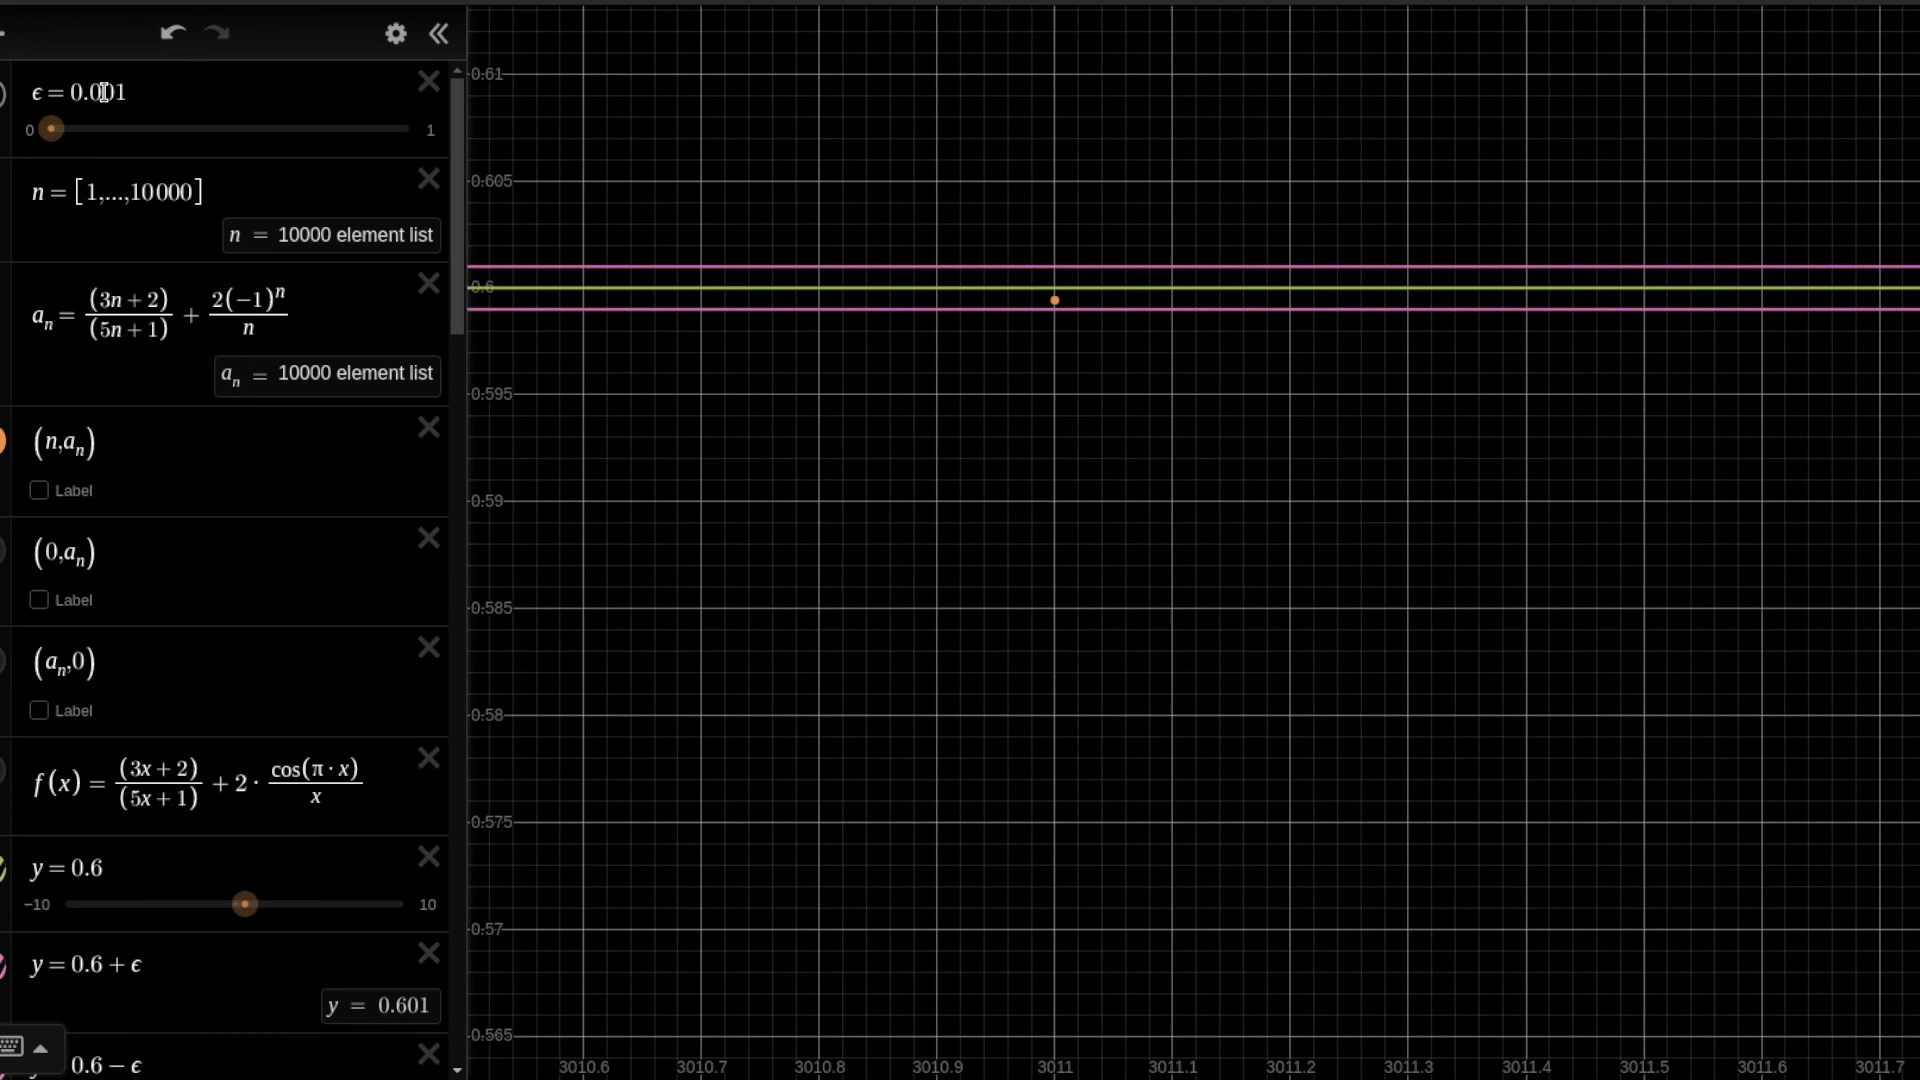 ϵ = 0.001
0 1
n = [1,...,10000]
n = 10000 element list
aₙ = (3n + 2)/(5n + 1) + 2(−1)ⁿ/n
aₙ = 10000 element list
(n,aₙ)
Label
(0,aₙ)
Label
(aₙ,0)
Label
f(x) = (3x + 2)/(5x + 1) + 2 · cos(π · x)/x
y = 0.6
−10 10
y = 0.6 + ϵ
y = 0.601
0.6 − ϵ
0.61
0.605
0.6
0.595
0.59
0.585
0.58
0.575
0.57
0.565
3010.6 3010.7 3010.8 3010.9 3011 3011.1 3011.2 3011.3 3011.4 3011.5 3011.6 3011.7